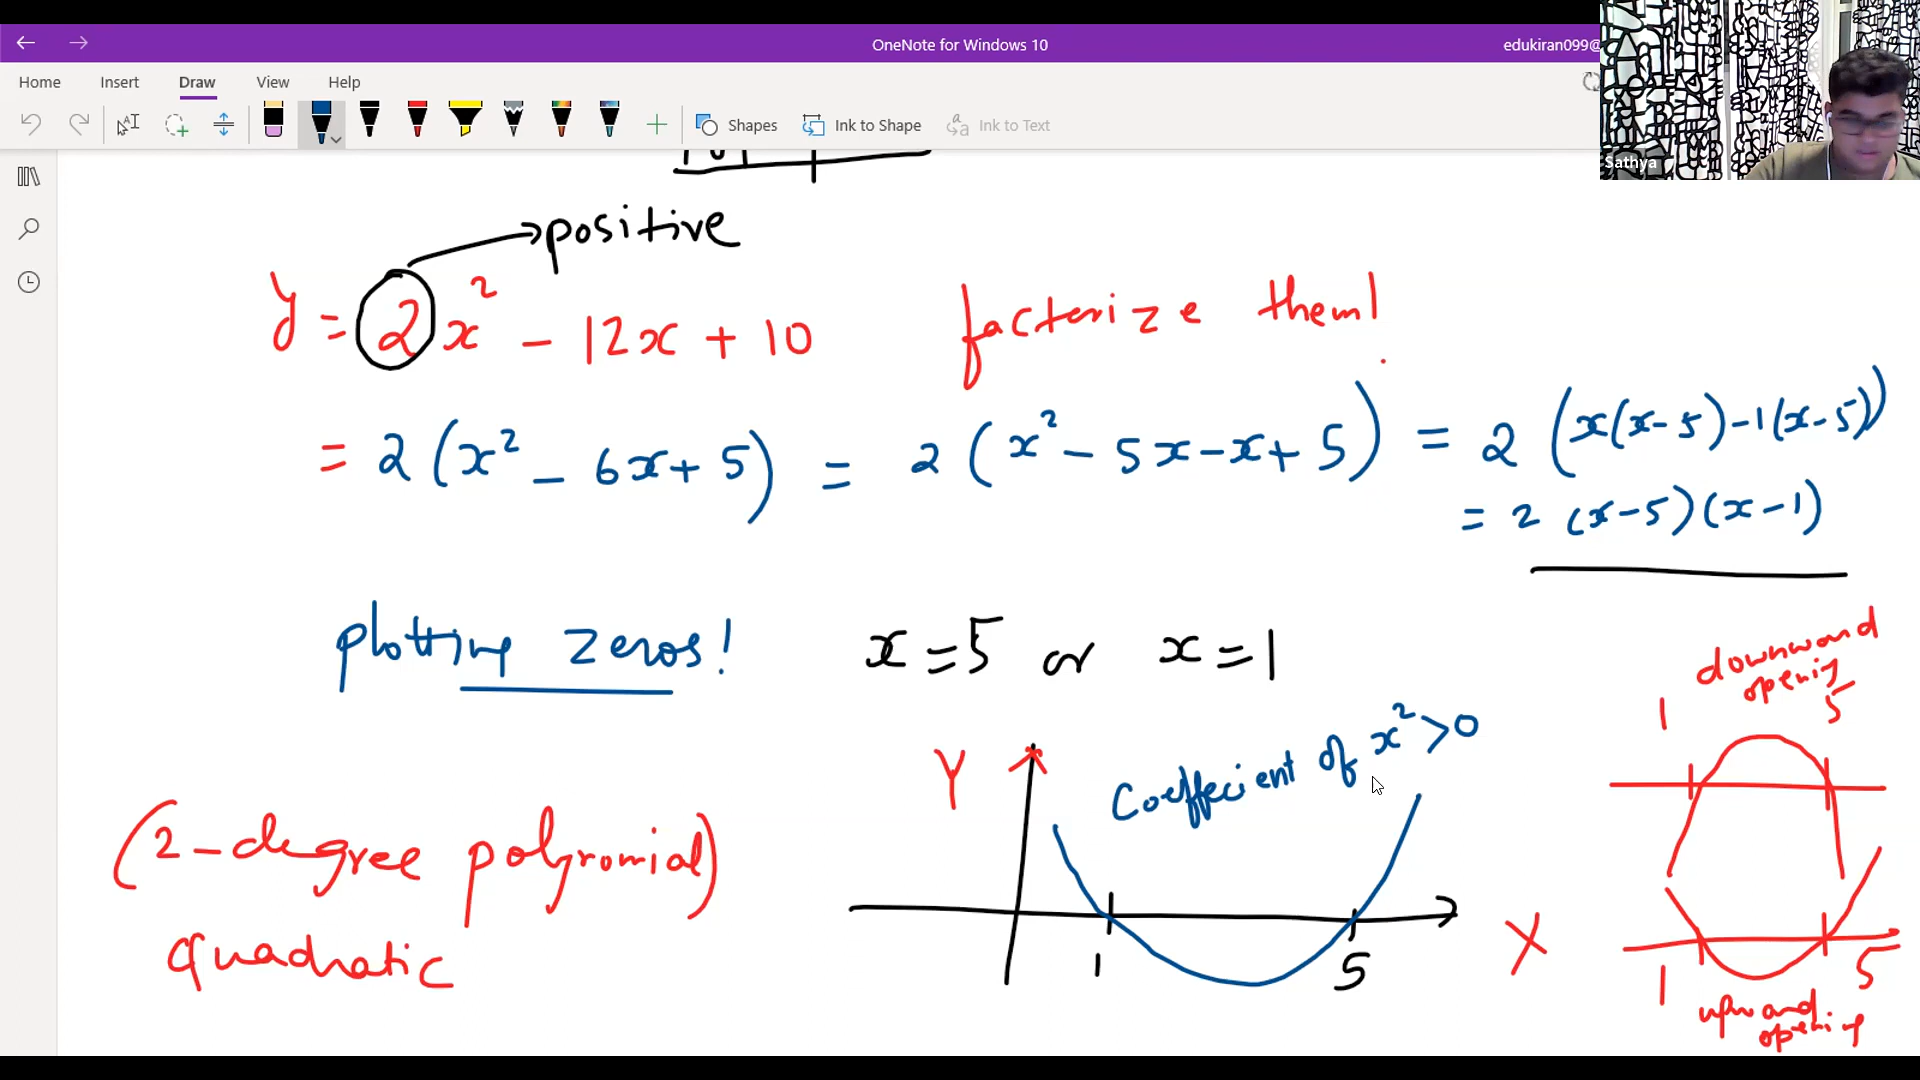 OneNote for Windows 10
edukiran099@
Home Insert Draw View Help
Shapes Ink to Shape Ink to Text
Sathya
positive
y = 2x² - 12x + 10 facterize them!
= 2(x² - 6x + 5) = 2(x² - 5x - x + 5) = 2(x(x-5)-1(x-5))
= 2(x-5)(x-1)
plotting zeros! x=5 or x=1
downward
opening
1 5
Y Coeffecient of x²>0
(2-degree polynomial)
quadratic
1 5 X
1 5
upward
opening